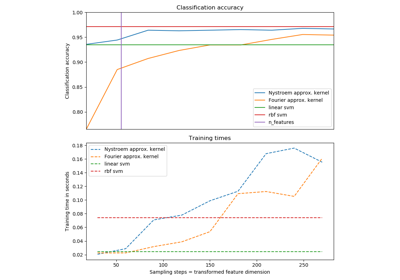 Classification accuracy
1.00
0.95
0.90
0.85
0.80
Classification accuracy
Nystroem approx. kernel
Fourier approx. kernel
linear svm
rbf svm
n_features
Training times
0.18
0.16
0.14
0.12
0.10
0.08
0.06
0.04
0.02
Training time in seconds
Nystroem approx. kernel
Fourier approx. kernel
linear svm
rbf svm
50
100
150
200
250
Sampling steps = transformed feature dimension